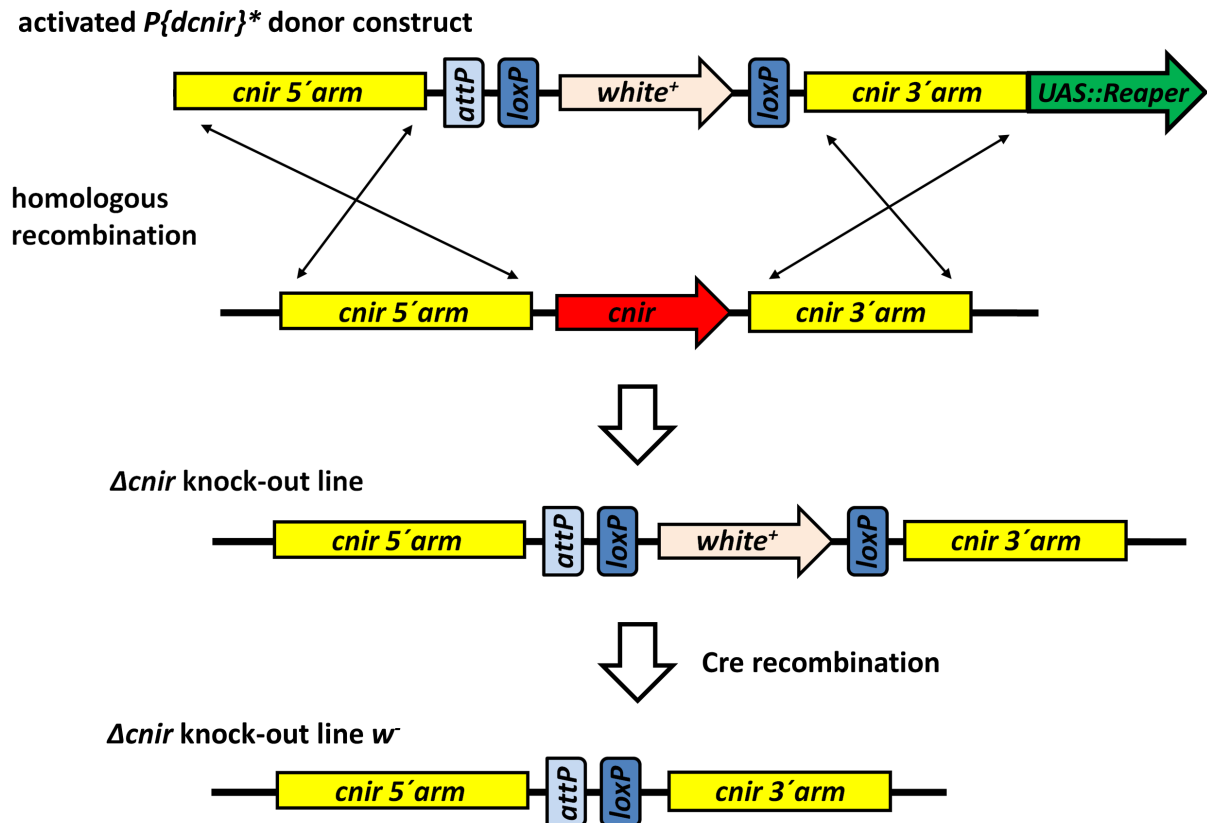 activated P{dcnir}* donor construct
cnir 5´arm attP loxP white⁺ loxP cnir 3´arm UAS::Reaper
homologous
recombination
cnir 5´arm cnir cnir 3´arm
Δcnir knock-out line
cnir 5´arm attP loxP white⁺ loxP cnir 3´arm
Cre recombination
Δcnir knock-out line w⁻
cnir 5´arm attP loxP cnir 3´arm